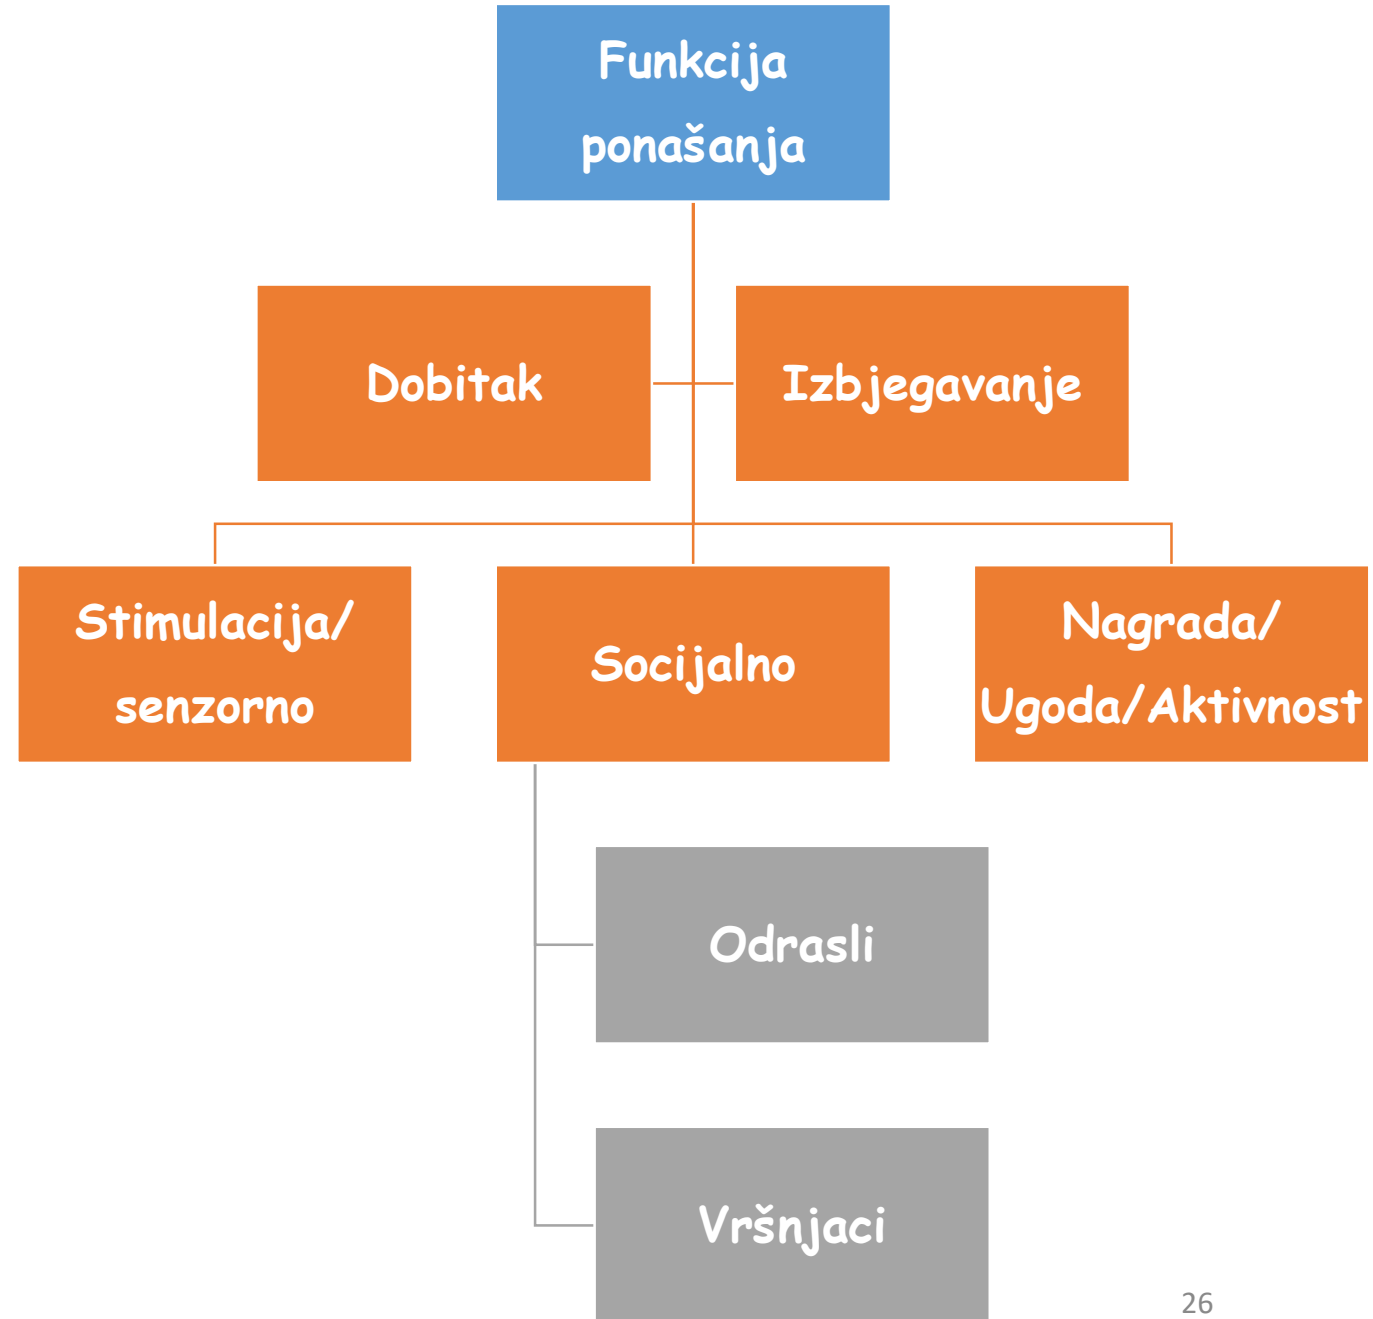 Funkcija
ponašanja
Dobitak
Izbjegavanje
Stimulacija/
senzorno
Socijalno
Nagrada/
Ugoda/Aktivnost
Odrasli
Vršnjaci
26